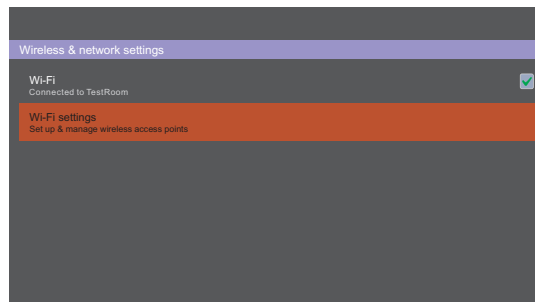 Wireless & network settings
Wi-Fi
Connected to TestRoom
Wi-Fi settings
Set up & manage wireless access points